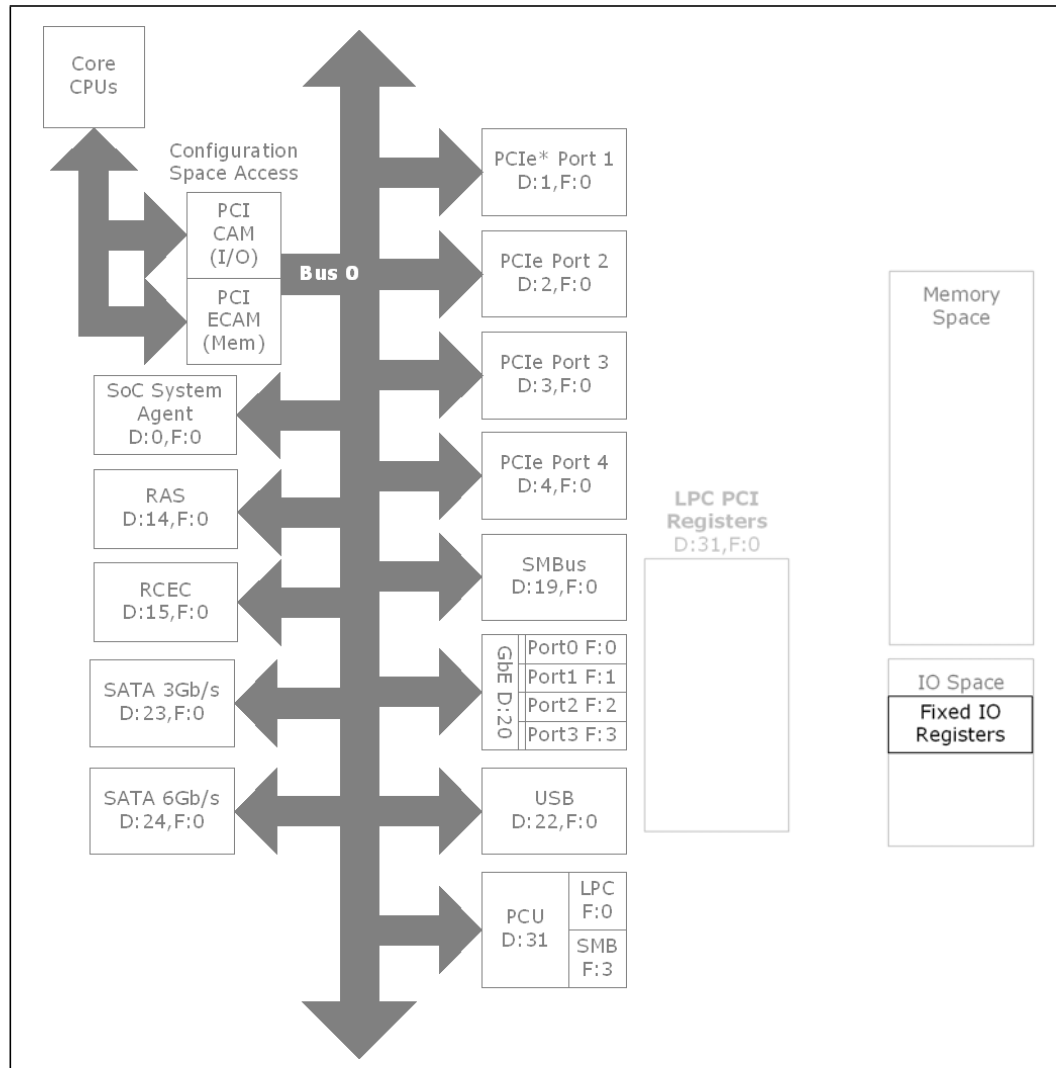 Core
CPUs
Configuration
Space Access
PCI
CAM
(I/O)
PCI
ECAM
(Mem)
Bus 0
SoC System
Agent
D:0,F:0
RAS
D:14,F:0
RCEC
D:15,F:0
SATA 3Gb/s
D:23,F:0
SATA 6Gb/s
D:24,F:0
PCIe* Port 1
D:1,F:0
PCIe Port 2
D:2,F:0
PCIe Port 3
D:3,F:0
PCIe Port 4
D:4,F:0
SMBus
D:19,F:0
GbE D:20
Port0 F:0
Port1 F:1
Port2 F:2
Port3 F:3
USB
D:22,F:0
PCU
D:31
LPC
F:0
SMB
F:3
LPC PCI
Registers
D:31,F:0
Memory
Space
IO Space
Fixed IO
Registers